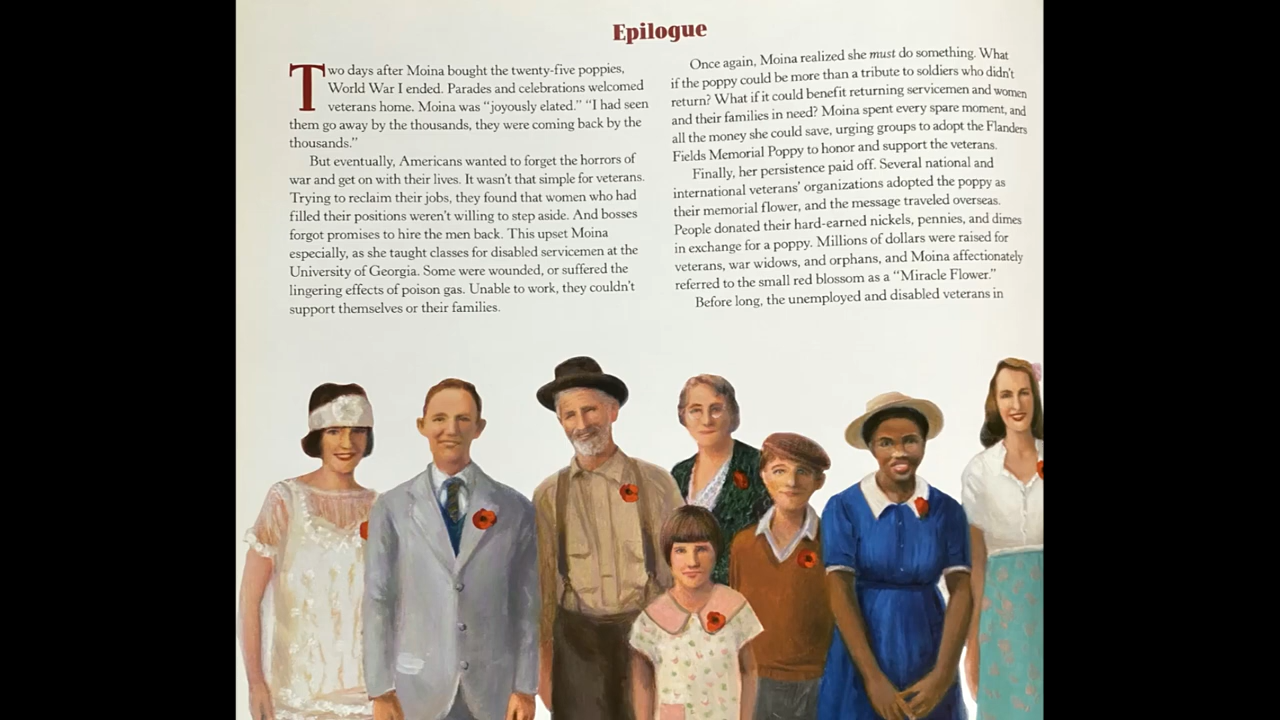 Epilogue
Two days after Moina bought the twenty-five poppies,
World War I ended. Parades and celebrations welcomed
veterans home. Moina was “joyously elated.” “I had seen
them go away by the thousands, they were coming back by the
thousands.”
But eventually, Americans wanted to forget the horrors of
war and get on with their lives. It wasn’t that simple for veterans.
Trying to reclaim their jobs, they found that women who had
filled their positions weren’t willing to step aside. And bosses
forgot promises to hire the men back. This upset Moina
especially, as she taught classes for disabled servicemen at the
University of Georgia. Some were wounded, or suffered the
lingering effects of poison gas. Unable to work, they couldn’t
support themselves or their families.
Once again, Moina realized she must do something. What
if the poppy could be more than a tribute to soldiers who didn’t
return? What if it could benefit returning servicemen and women
and their families in need? Moina spent every spare moment, and
all the money she could save, urging groups to adopt the Flanders
Fields Memorial Poppy to honor and support the veterans.
Finally, her persistence paid off. Several national and
international veterans’ organizations adopted the poppy as
their memorial flower, and the message traveled overseas.
People donated their hard-earned nickels, pennies, and dimes
in exchange for a poppy. Millions of dollars were raised for
veterans, war widows, and orphans, and Moina affectionately
referred to the small red blossom as a “Miracle Flower.”
Before long, the unemployed and disabled veterans in